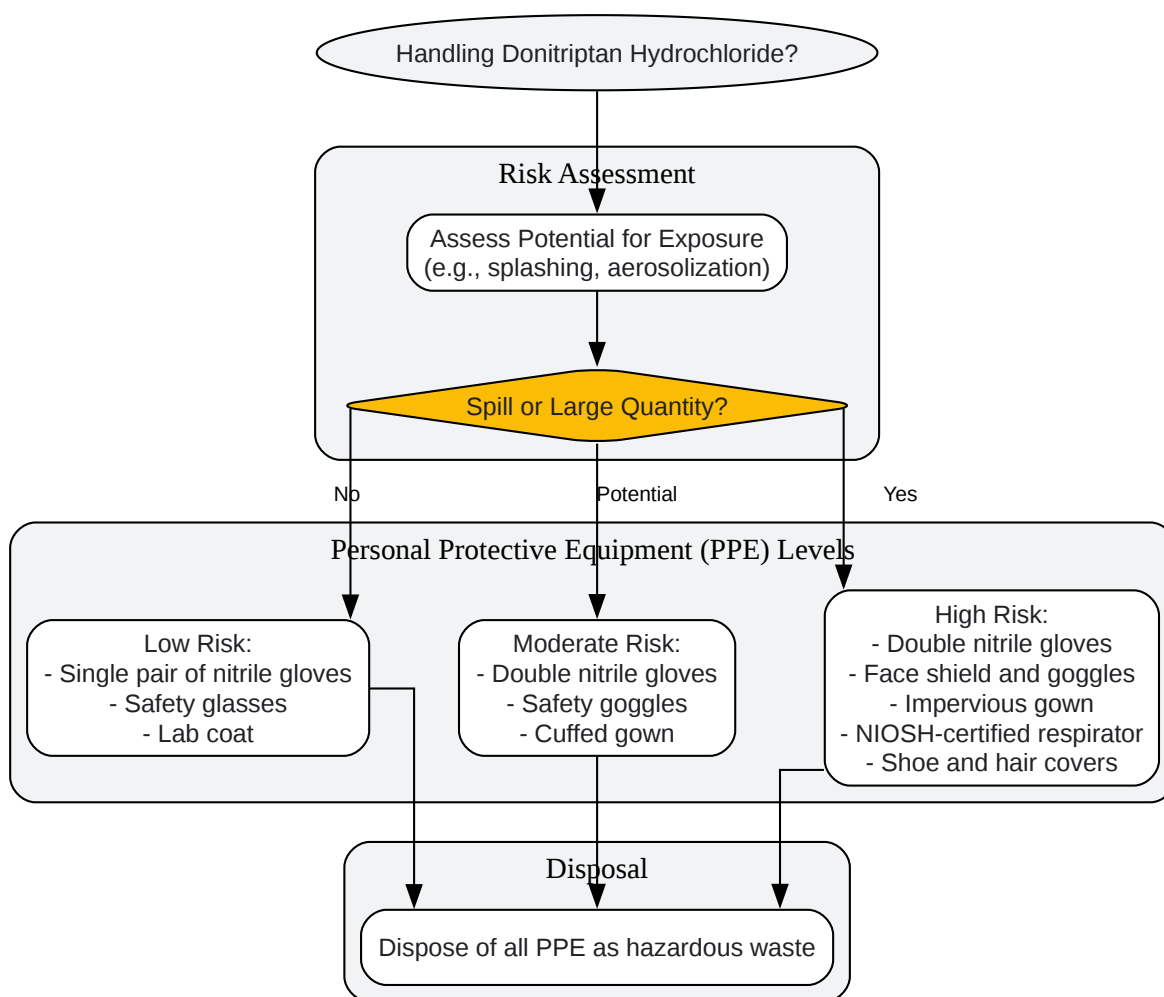 Handling Donitriptan Hydrochloride?
Risk Assessment
Assess Potential for Exposure
(e.g., splashing, aerosolization)
Spill or Large Quantity?
No
Potential
Yes
Personal Protective Equipment (PPE) Levels
Low Risk:
- Single pair of nitrile gloves
- Safety glasses
- Lab coat
Moderate Risk:
- Double nitrile gloves
- Safety goggles
- Cuffed gown
High Risk:
- Double nitrile gloves
- Face shield and goggles
- Impervious gown
- NIOSH-certified respirator
- Shoe and hair covers
Disposal
Dispose of all PPE as hazardous waste